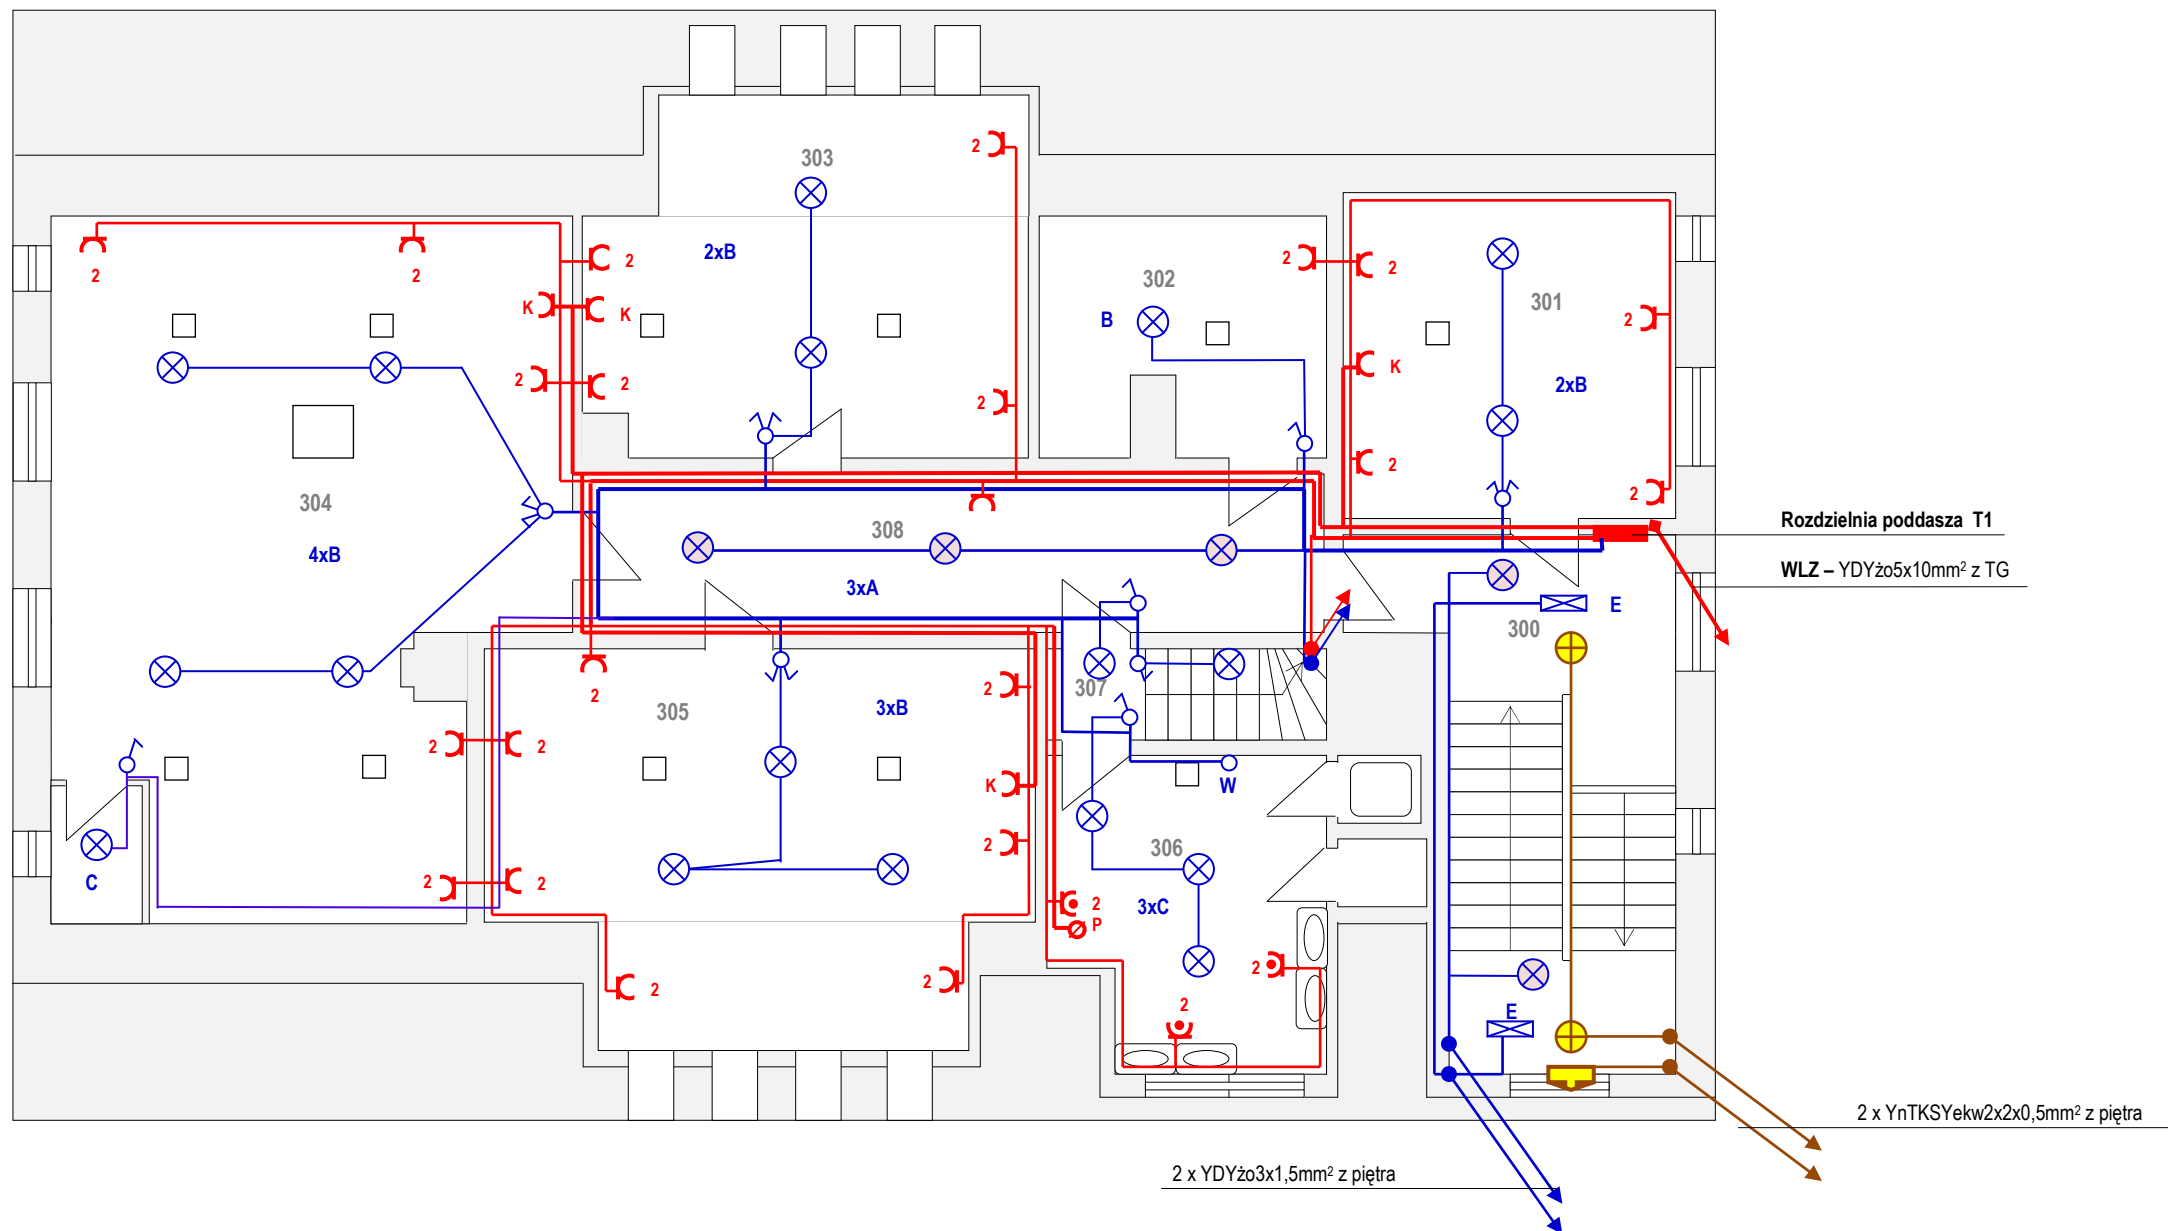 303
2
2xB
2
2
2
302
2
2
301
2
K
K
B
K
2xB
2
2
2
2
2
304
308
Rozdzielnia poddasza T1
4xB
3xA
WLZ – YDYżo5x10mm² z TG
E
300
2
305
3xB
2
307
2
2
K
W
2
306
C
2
2
3xC
2
P
2
2
2
2
E
2 x YnTKSYekw2x2x0,5mm² z piętra
2 x YDYżo3x1,5mm² z piętra